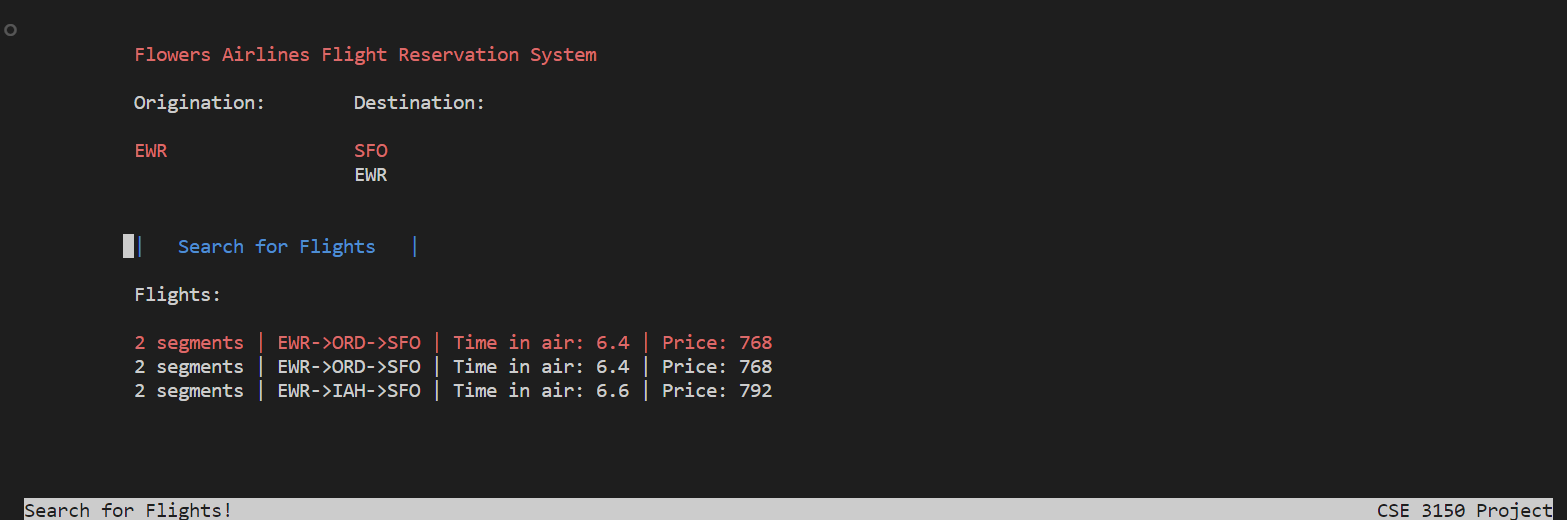 Flowers Airlines Flight Reservation System
Origination: Destination:
EWR SFO
EWR
| Search for Flights |
Flights:
2 segments | EWR->ORD->SFO | Time in air: 6.4 | Price: 768
2 segments | EWR->ORD->SFO | Time in air: 6.4 | Price: 768
2 segments | EWR->IAH->SFO | Time in air: 6.6 | Price: 792
Search for Flights! CSE 3150 Project